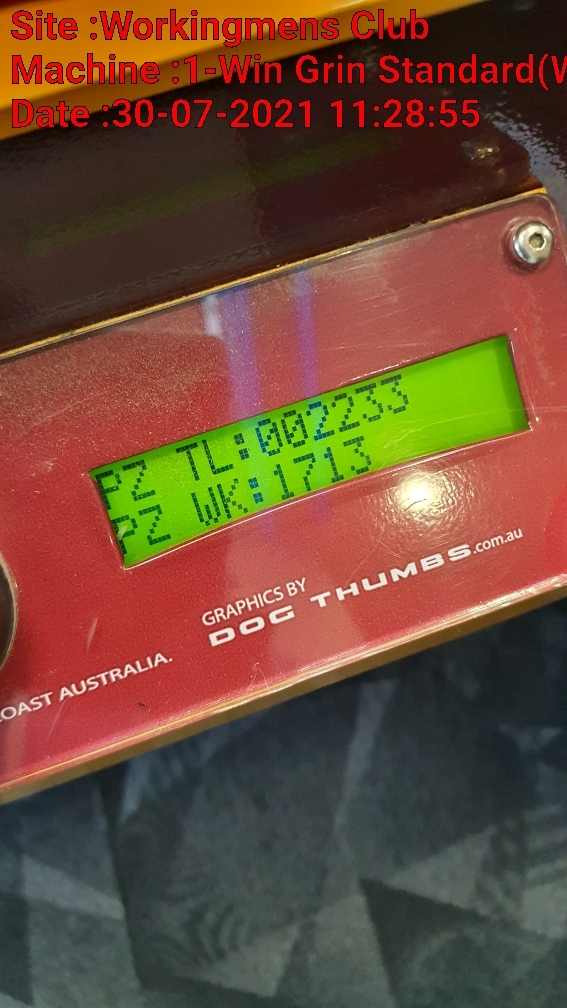 Site :Workingmens Club
Machine :1-Win Grin Standard(W
Date :30-07-2021 11:28:55
PZ TL:002233
PZ WK:1713
GRAPHICS BY
DOG THUMBS.com.au
OAST AUSTRALIA.